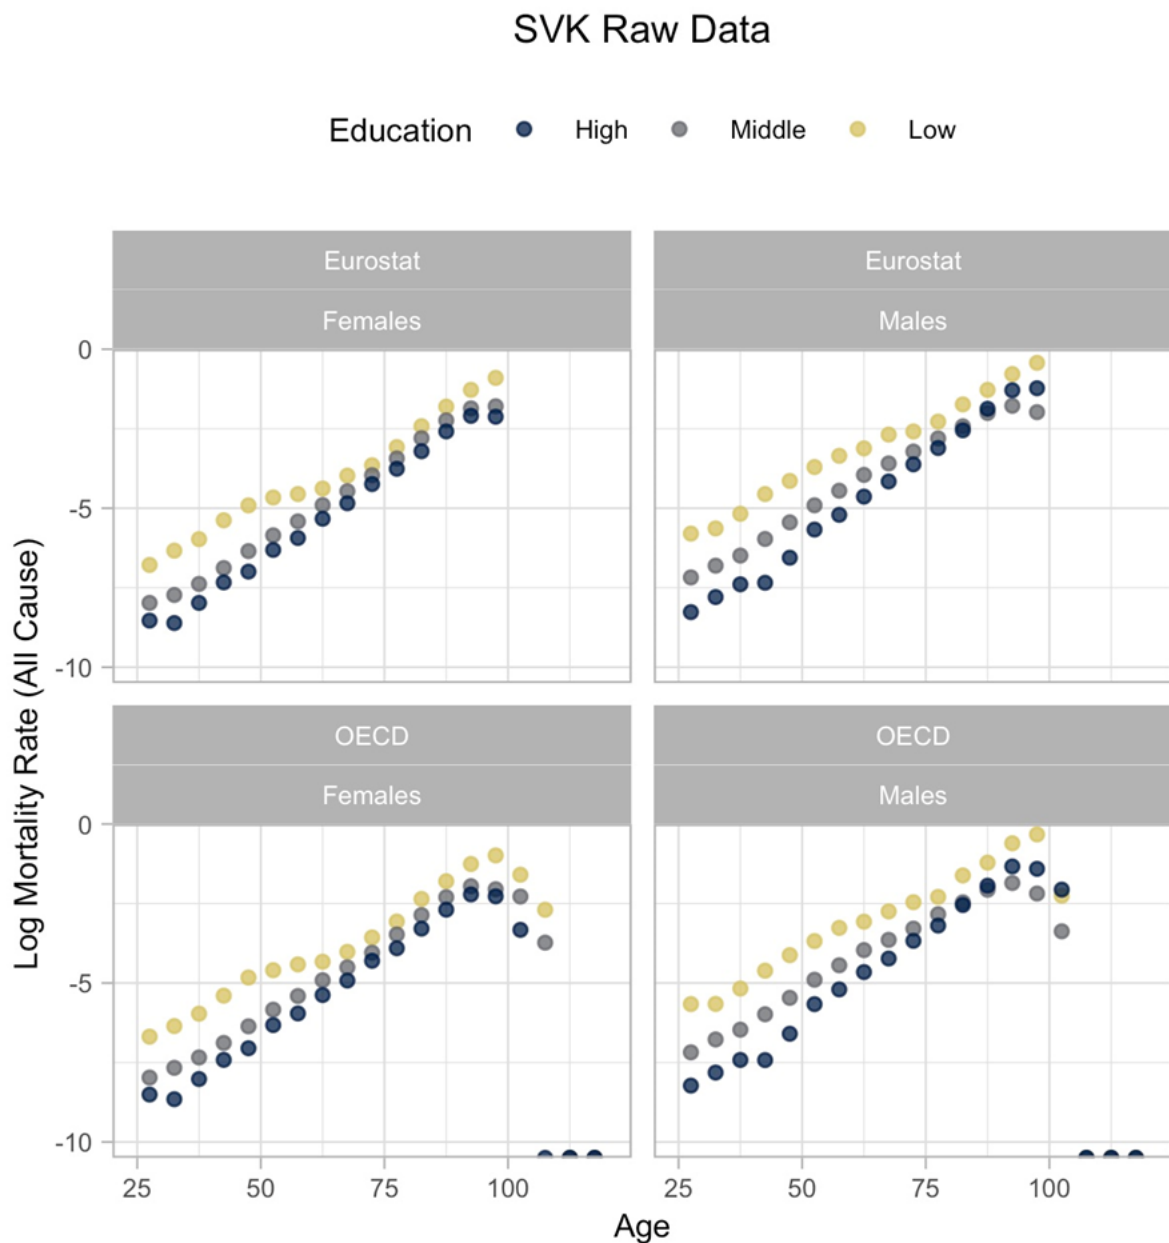 SVK Raw Data
Education High Middle Low
Eurostat Eurostat
Females Males
0
-5
-10
OECD OECD
Females Males
0
-5
-10
25 50 75 100 25 50 75 100
Age
Log Mortality Rate (All Cause)